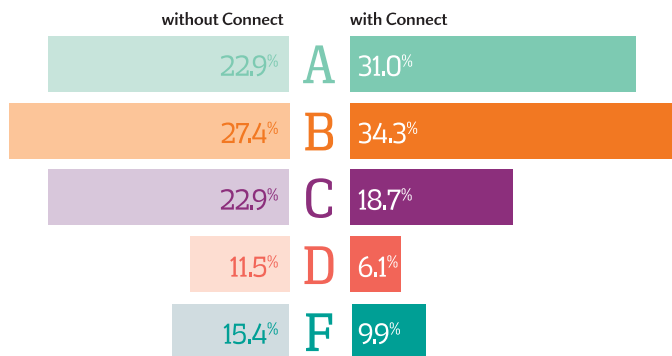 without Connect with Connect
22.9% A 31.0%
27.4% B 34.3%
22.9% C 18.7%
11.5% D 6.1%
15.4% F 9.9%